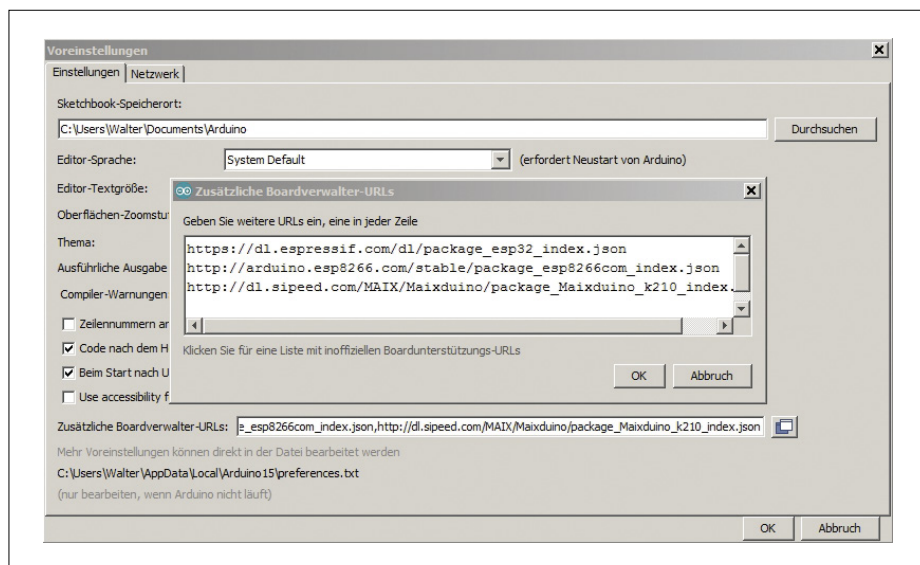 Voreinstellungen
Einstellungen
Netzwerk
Sketchbook-Speicherort:
C:\Users\Walter\Documents\Arduino
Durchsuchen
Editor-Sprache:
System Default
(erfordert Neustart von Arduino)
Editor-Textgröße:
Oberflächen-Zoomstu
Thema:
Ausführliche Ausgabe
Compiler-Warnungen
Zeilennummern an
Code nach dem H
Beim Start nach U
Use accessibility f
Zusätzliche Boardverwalter-URLs
Geben Sie weitere URLs ein, eine in jeder Zeile
https://dl.espressif.com/dl/package_esp32_index.json
http://arduino.esp8266.com/stable/package_esp8266com_index.json
http://dl.sipeed.com/MAIX/Maixduino/package_Maixduino_k210_index.
Klicken Sie für eine Liste mit inoffiziellen Boardunterstützungs-URLs
OK
Abbruch
Zusätzliche Boardverwalter-URLs:
e_esp8266com_index.json,http://dl.sipeed.com/MAIX/Maixduino/package_Maixduino_k210_index.json
Mehr Voreinstellungen können direkt in der Datei bearbeitet werden
C:\Users\Walter\AppData\Local\Arduino15\preferences.txt
(nur bearbeiten, wenn Arduino nicht läuft)
OK
Abbruch